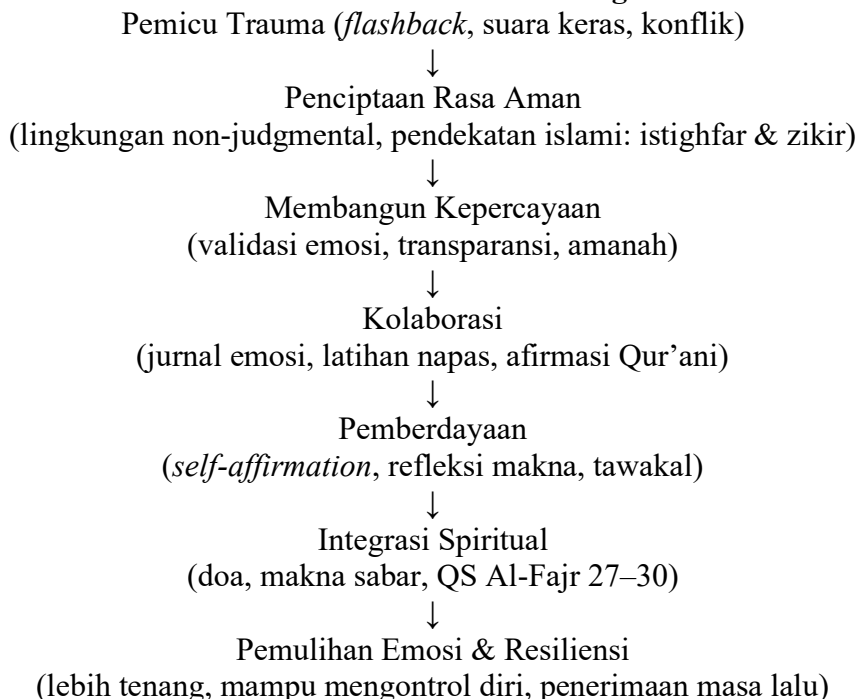 Pemicu Trauma (flashback, suara keras, konflik)
↓
Penciptaan Rasa Aman
(lingkungan non-judgmental, pendekatan islami: istighfar & zikir)
↓
Membangun Kepercayaan
(validasi emosi, transparansi, amanah)
↓
Kolaborasi
(jurnal emosi, latihan napas, afirmasi Qur’ani)
↓
Pemberdayaan
(self-affirmation, refleksi makna, tawakal)
↓
Integrasi Spiritual
(doa, makna sabar, QS Al-Fajr 27–30)
↓
Pemulihan Emosi & Resiliensi
(lebih tenang, mampu mengontrol diri, penerimaan masa lalu)